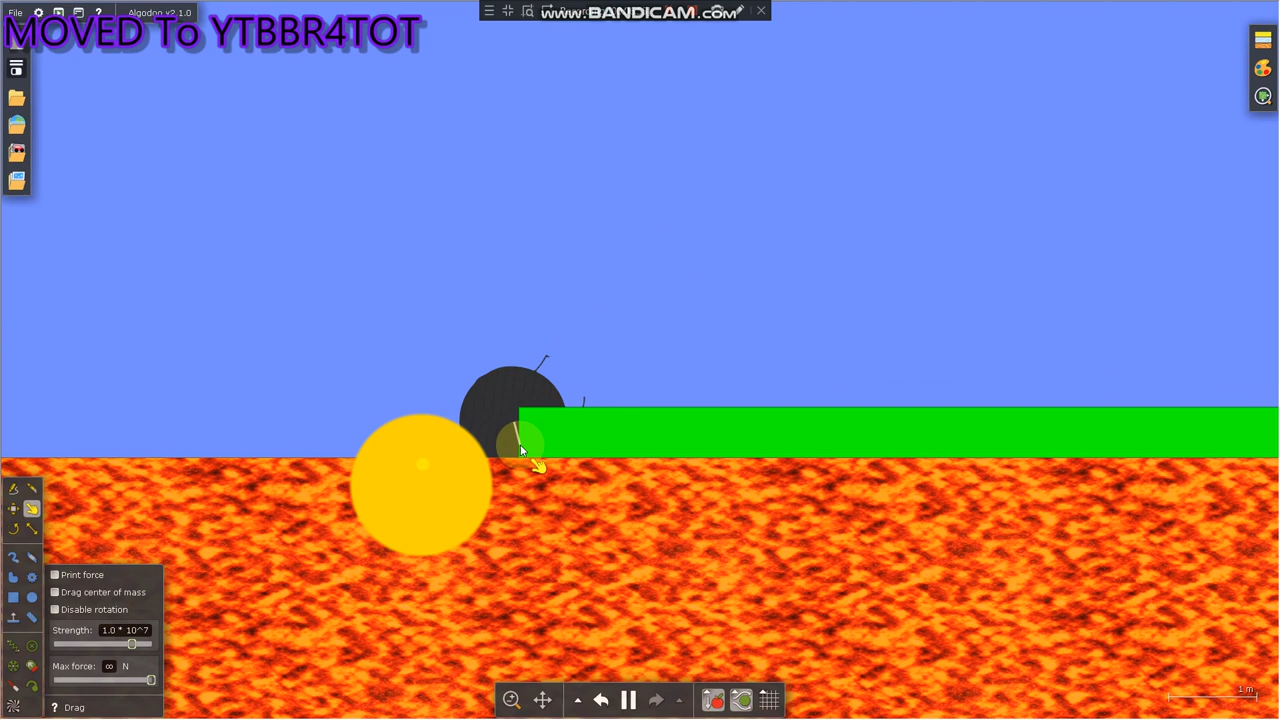 File ? Algodoo v2.1.0
www.BANDICAM.com
MOVED To YTBBR4TOT
Print force
Drag center of mass
Disable rotation
Strength: 1.0 * 10^7
Max force: ∞ N
? Drag
1 m